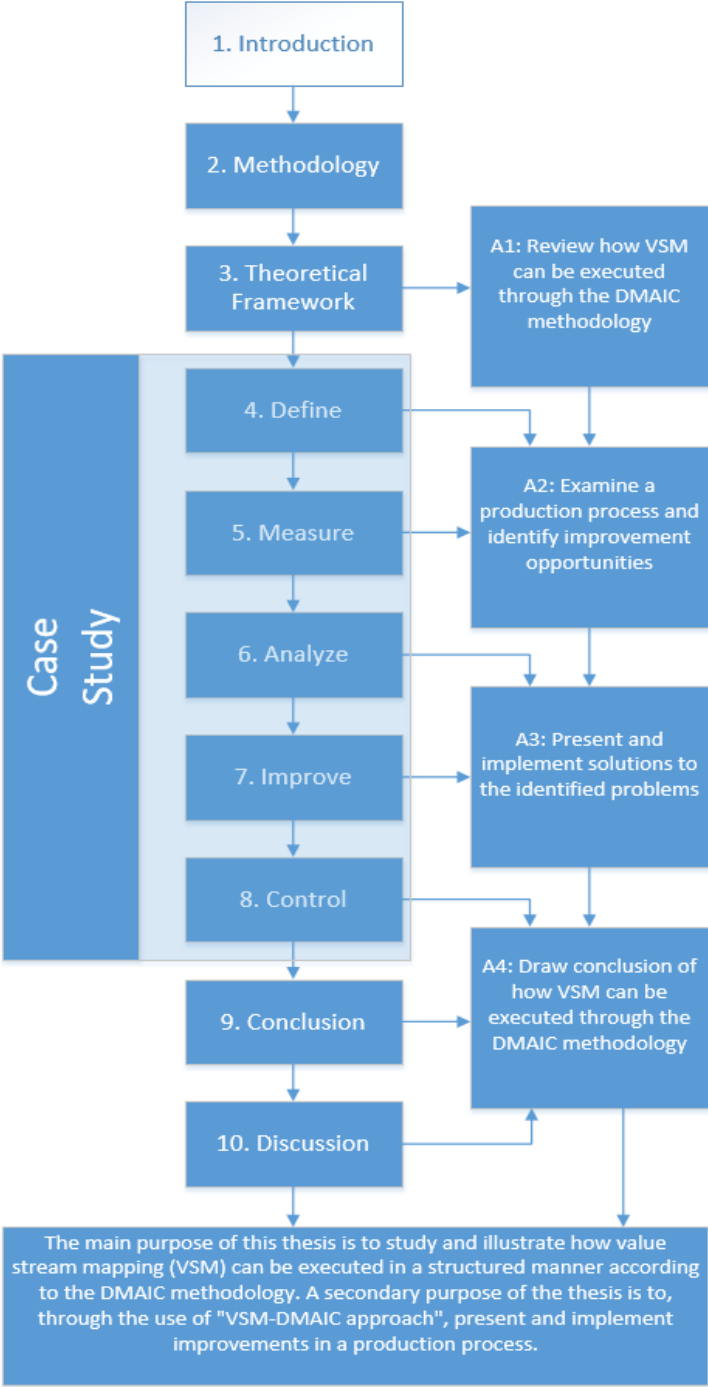 1. Introduction
2. Methodology
3. Theoretical
Framework
A1: Review how VSM
can be executed
through the DMAIC
methodology
Case
Study
4. Define
5. Measure
6. Analyze
7. Improve
8. Control
A2: Examine a
production process and
identify improvement
opportunities
A3: Present and
implement solutions to
the identified problems
A4: Draw conclusion of
how VSM can be
executed through the
DMAIC methodology
9. Conclusion
10. Discussion
The main purpose of this thesis is to study and illustrate how value
stream mapping (VSM) can be executed in a structured manner according
to the DMAIC methodology. A secondary purpose of the thesis is to,
through the use of "VSM-DMAIC approach", present and implement
improvements in a production process.